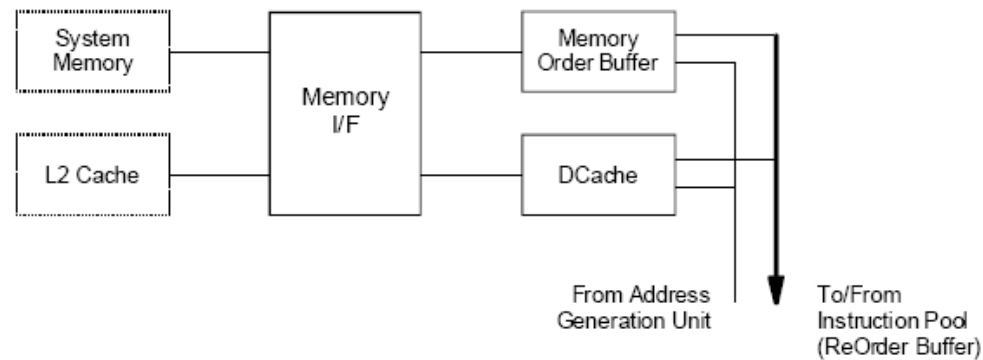 System
Memory
Memory
I/F
Memory
Order Buffer
L2 Cache
DCache
From Address
Generation Unit
To/From
Instruction Pool
(ReOrder Buffer)